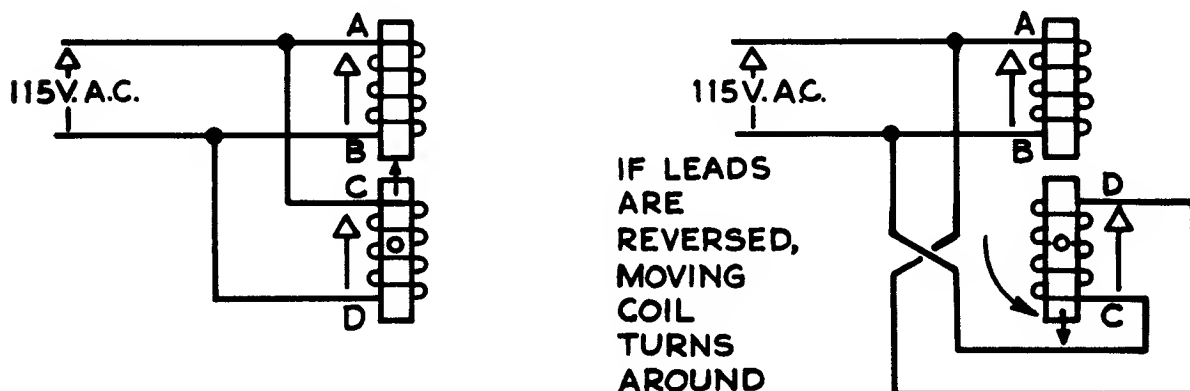 A
115V. A.C.
B
C
D
A
115V. A.C.
B
IF LEADS
ARE
REVERSED,
MOVING
COIL
TURNS
AROUND
D
C